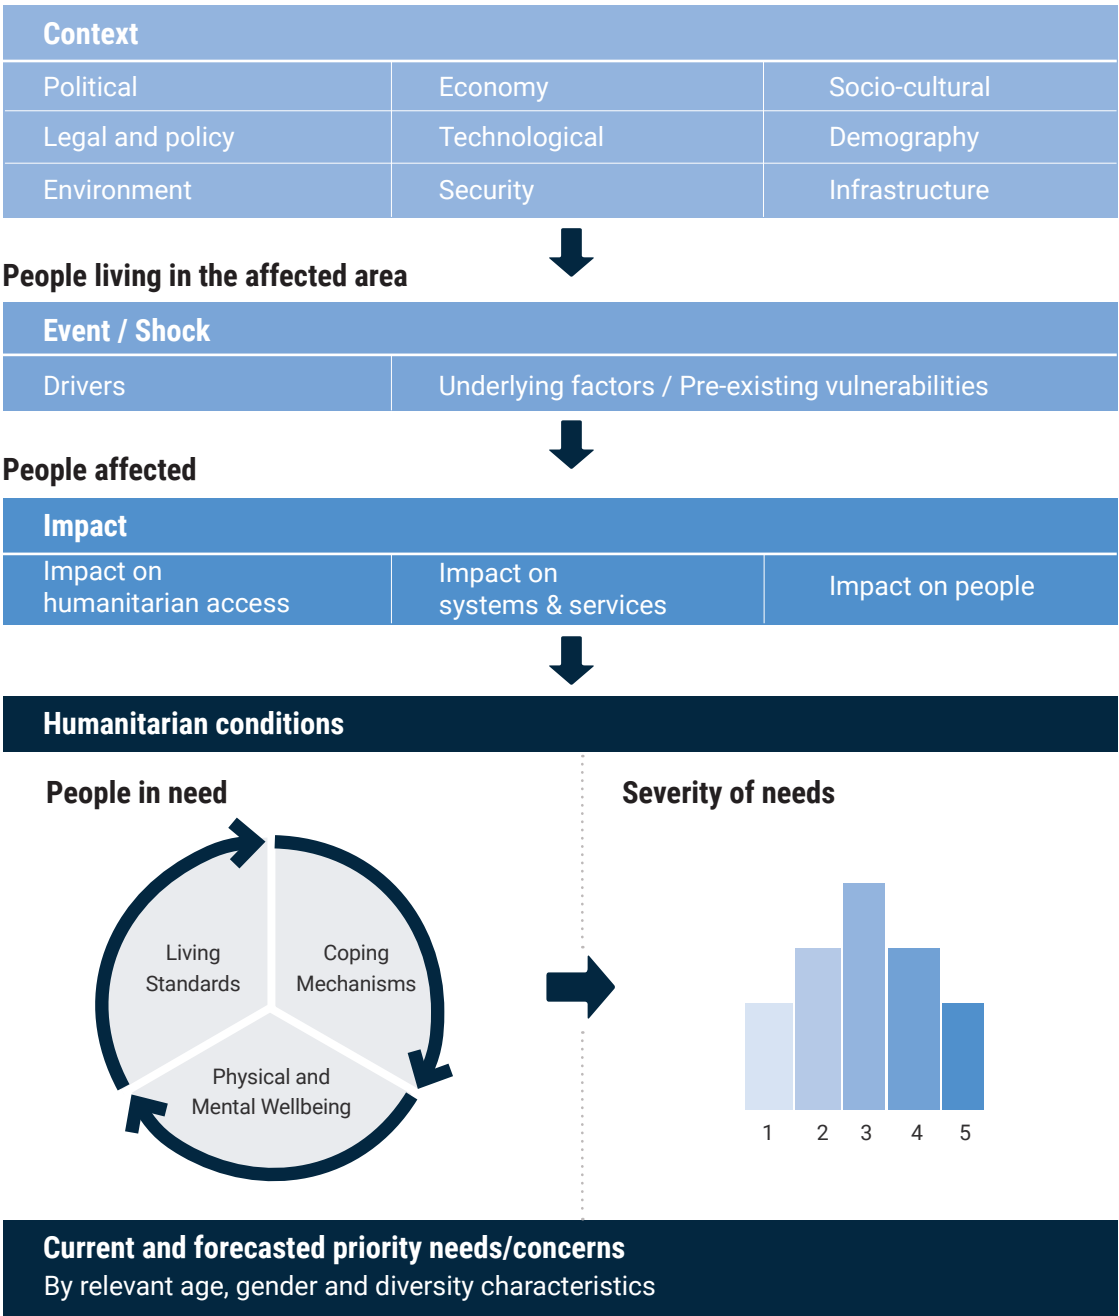 Context
Political
Economy
Socio-cultural
Legal and policy
Technological
Demography
Environment
Security
Infrastructure
People living in the affected area
Event / Shock
Drivers
Underlying factors / Pre-existing vulnerabilities
People affected
Impact
Impact on
humanitarian access
Impact on
systems & services
Impact on people
Humanitarian conditions
People in need
Living
Standards
Coping
Mechanisms
Physical and
Mental Wellbeing
Severity of needs
1 2 3 4 5
Current and forecasted priority needs/concerns
By relevant age, gender and diversity characteristics